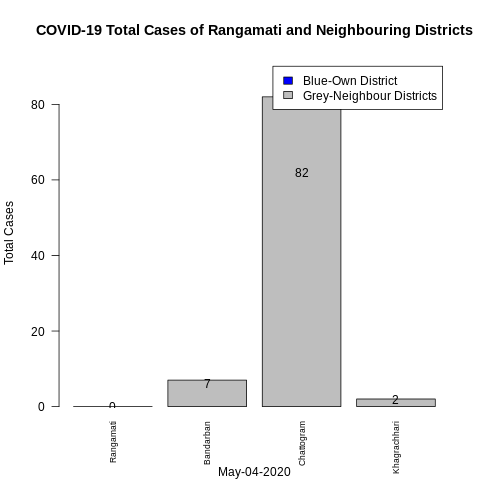 COVID-19 Total Cases of Rangamati and Neighbouring Districts
Blue-Own District
Grey-Neighbour Districts
Total Cases
80
60
40
20
0
82
7
2
0
Rangamati
Bandarban
Chattogram
Khagrachhari
May-04-2020